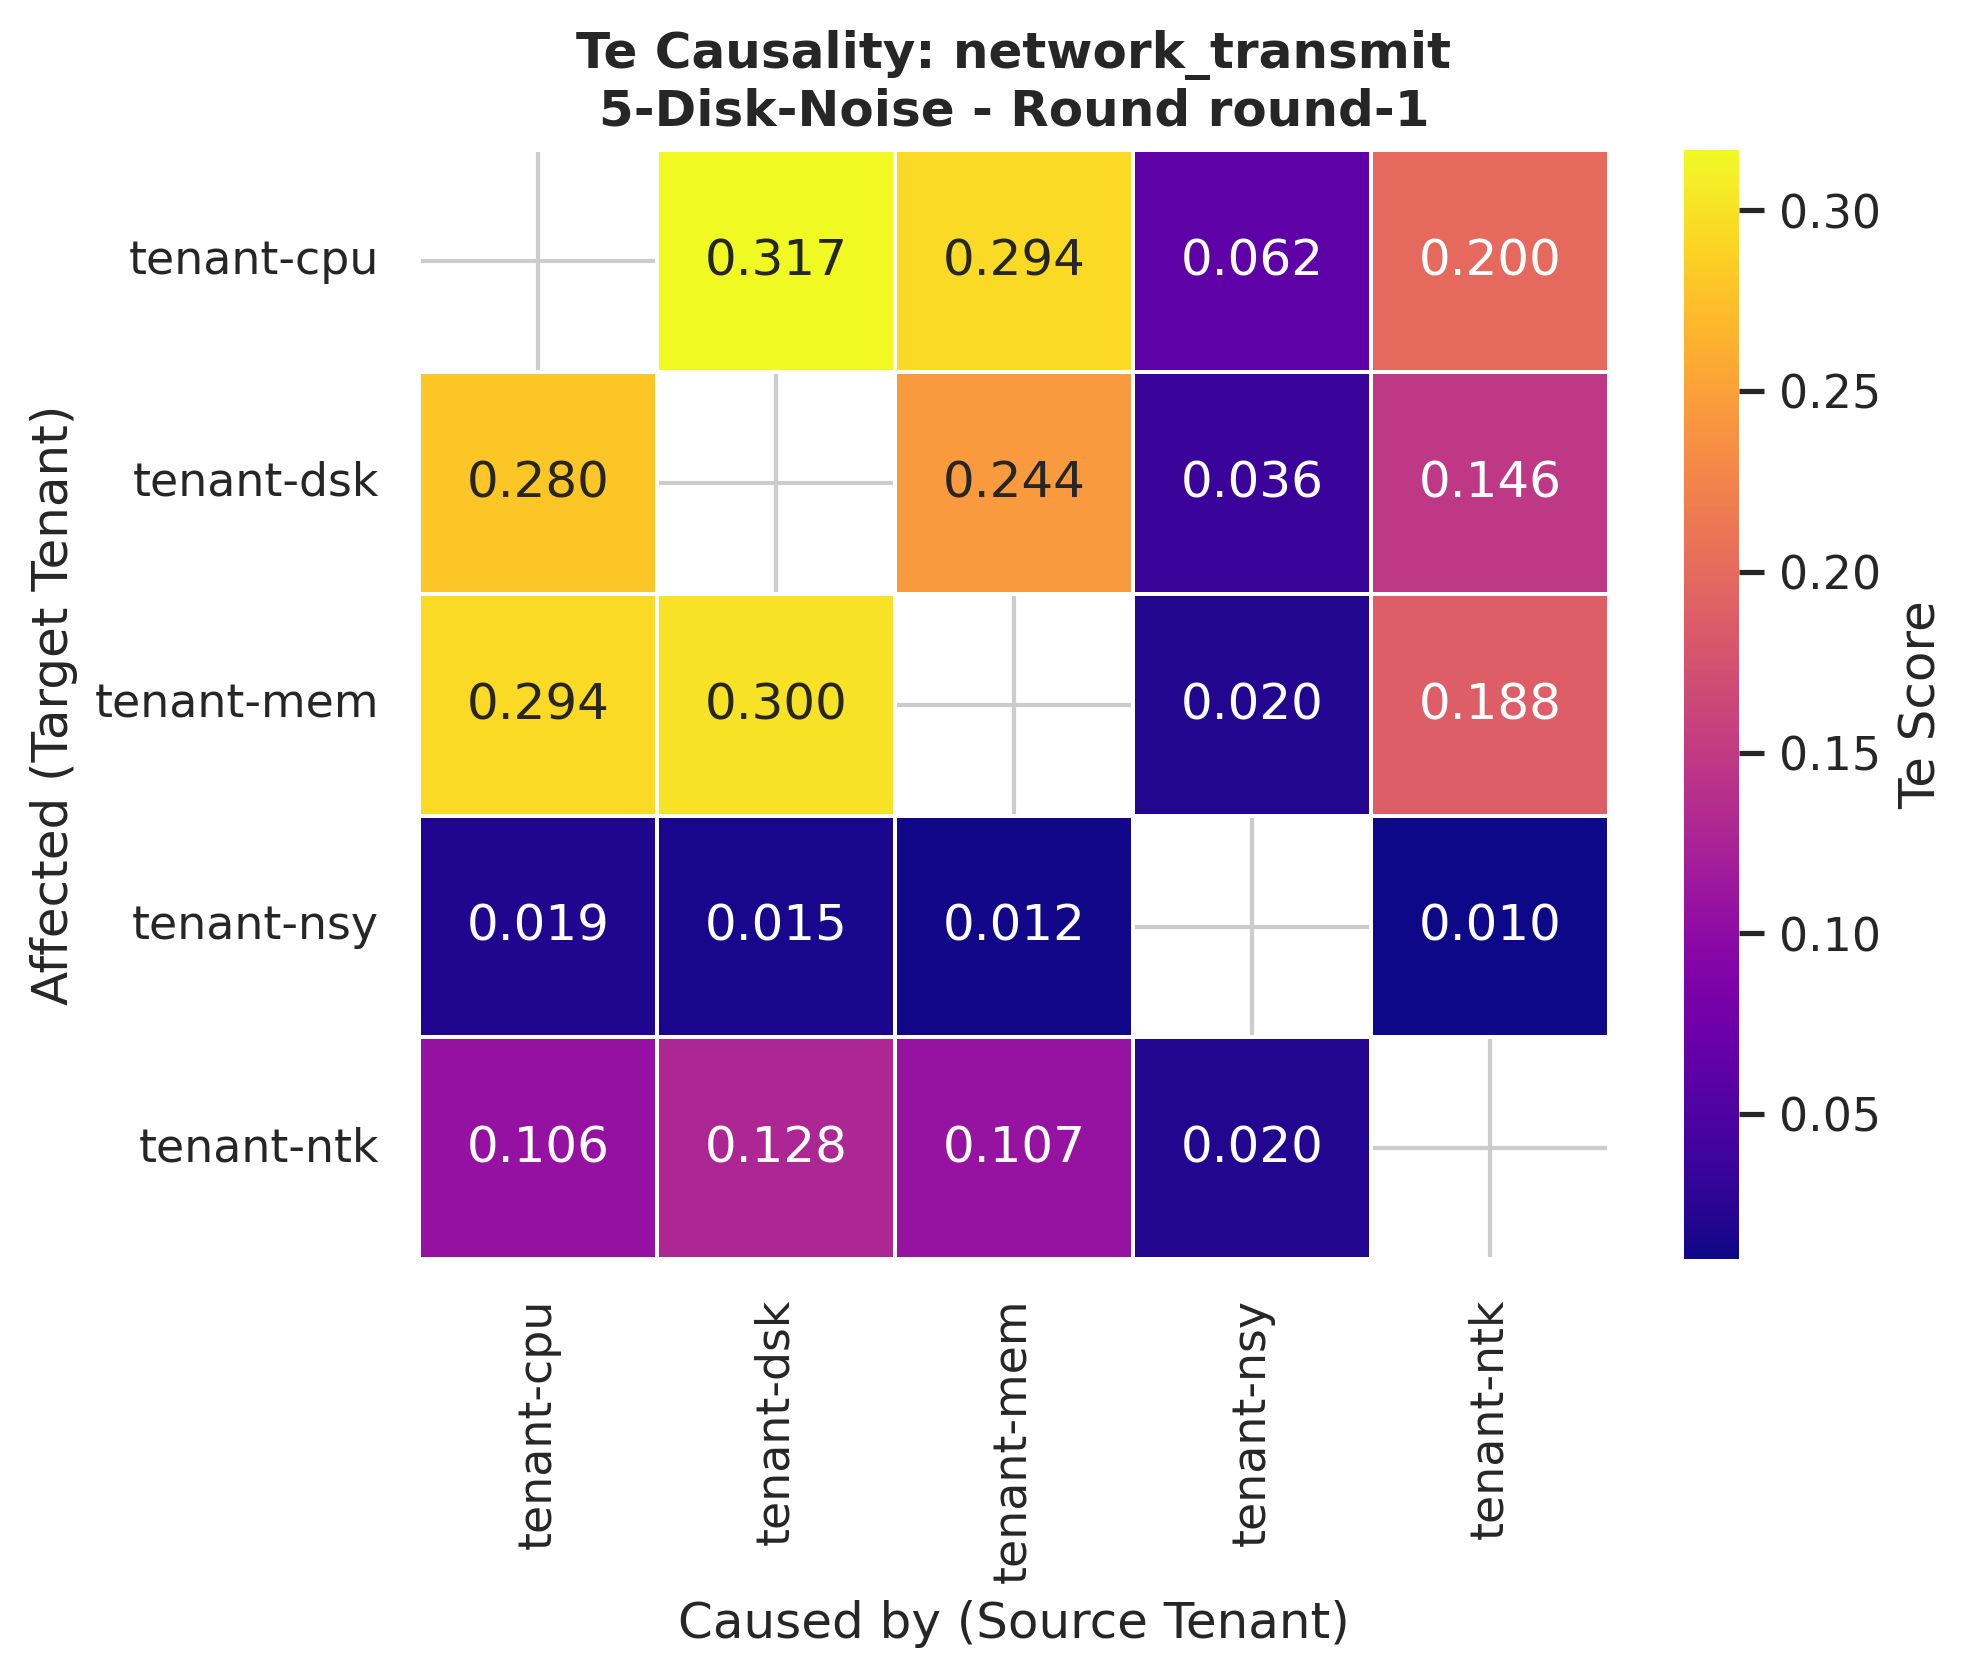 Te Causality: network_transmit
5-Disk-Noise - Round round-1
Affected (Target Tenant)
tenant-cpu 0.317 0.294 0.062 0.200
tenant-dsk 0.280 0.244 0.036 0.146
tenant-mem 0.294 0.300 0.020 0.188
tenant-nsy 0.019 0.015 0.012 0.010
tenant-ntk 0.106 0.128 0.107 0.020
tenant-cpu tenant-dsk tenant-mem tenant-nsy tenant-ntk
Caused by (Source Tenant)
0.30
0.25
0.20
0.15
0.10
0.05
Te Score